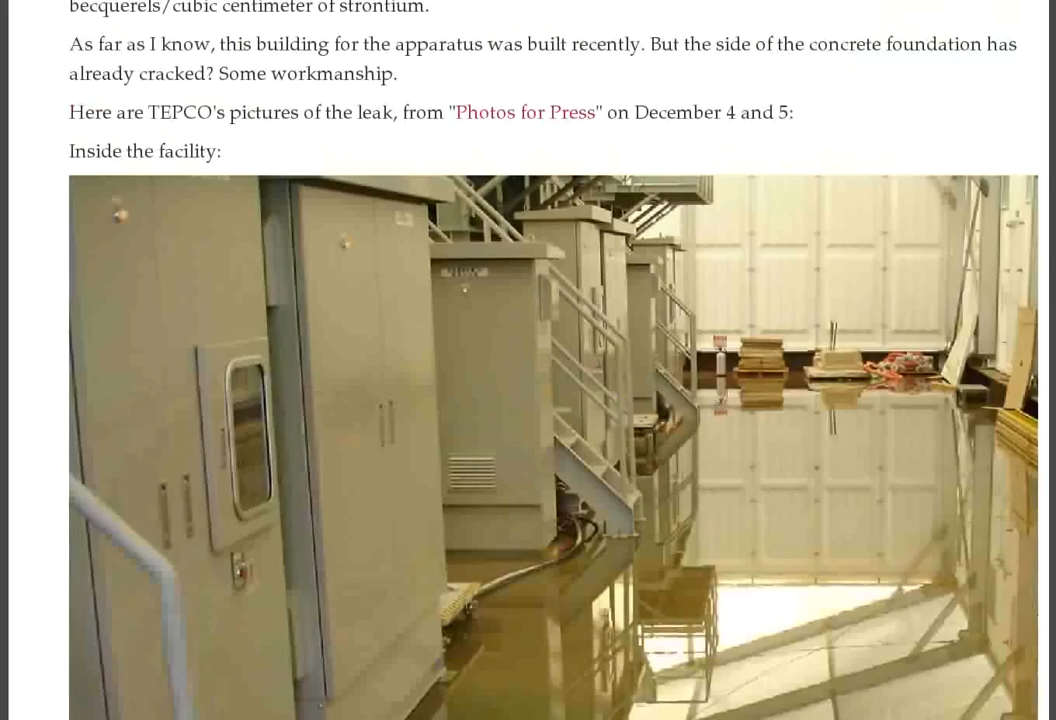 becquerels/cubic centimeter of strontium.
As far as I know, this building for the apparatus was built recently. But the side of the concrete foundation has
already cracked? Some workmanship.
Here are TEPCO's pictures of the leak, from "Photos for Press" on December 4 and 5:
Inside the facility: